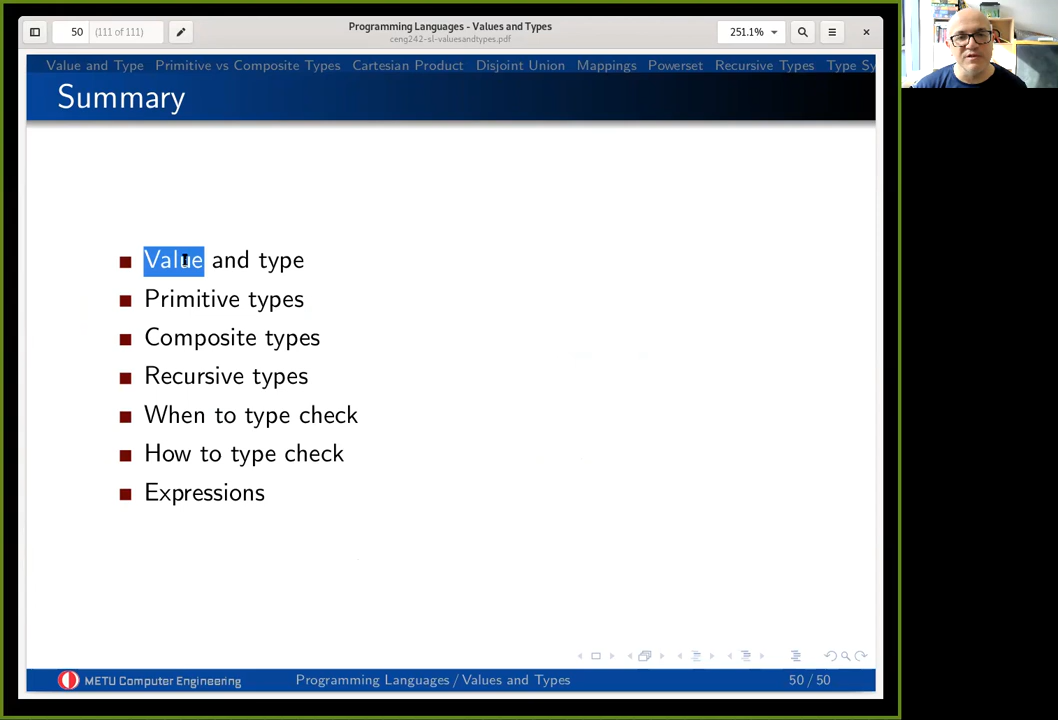 50 (111 of 111)
Programming Languages - Values and Types
ceng242-sl-valuesandtypes.pdf
251.1%
Value and Type Primitive vs Composite Types Cartesian Product Disjoint Union Mappings Powerset Recursive Types Type Sy
Summary
Value and type
Primitive types
Composite types
Recursive types
When to type check
How to type check
Expressions
METU Computer Engineering Programming Languages / Values and Types 50 / 50